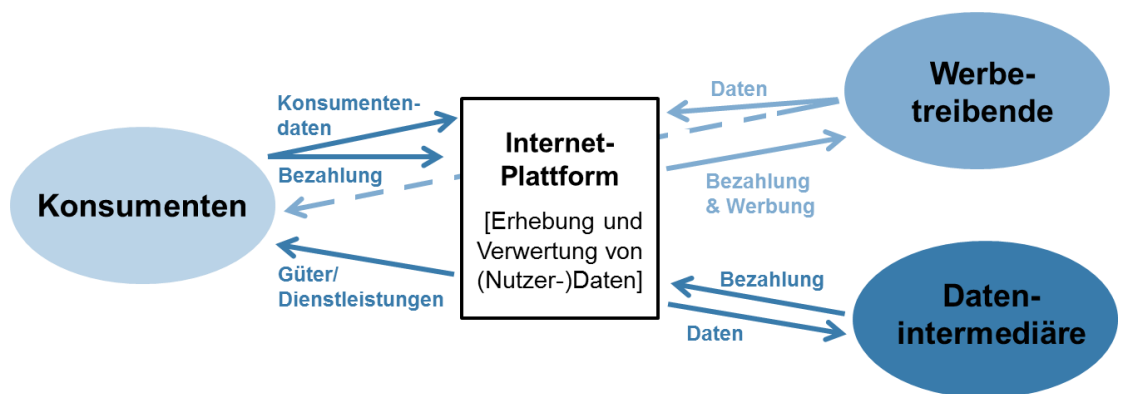 Konsumenten
Konsumenten-
daten
Bezahlung
Güter/
Dienstleistungen
Internet-
Plattform
[Erhebung und
Verwertung von
(Nutzer-)Daten]
Daten
Bezahlung
& Werbung
Werbe-
treibende
Bezahlung
Daten
Daten-
intermediäre